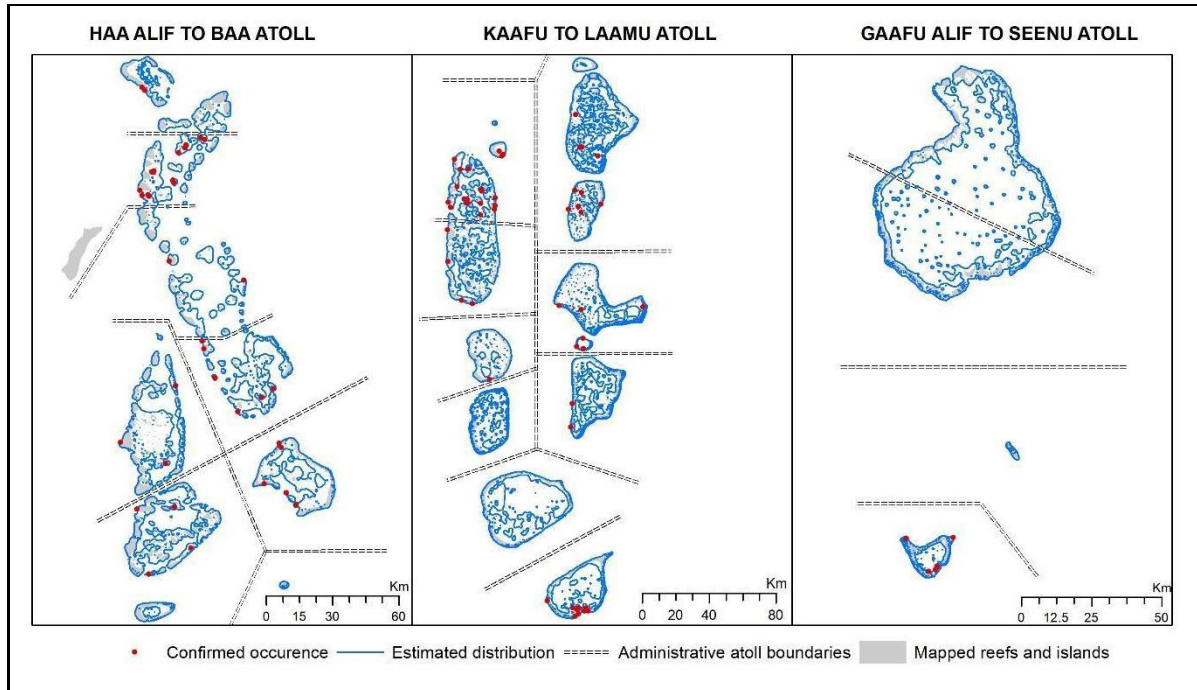 HAA ALIF TO BAA ATOLL
KAAFU TO LAAMU ATOLL
GAAFU ALIF TO SEENU ATOLL
Km
0 15 30 60
Km
0 20 40 80
Km
0 12.5 25 50
Confirmed occurence
Estimated distribution
Administrative atoll boundaries
Mapped reefs and islands